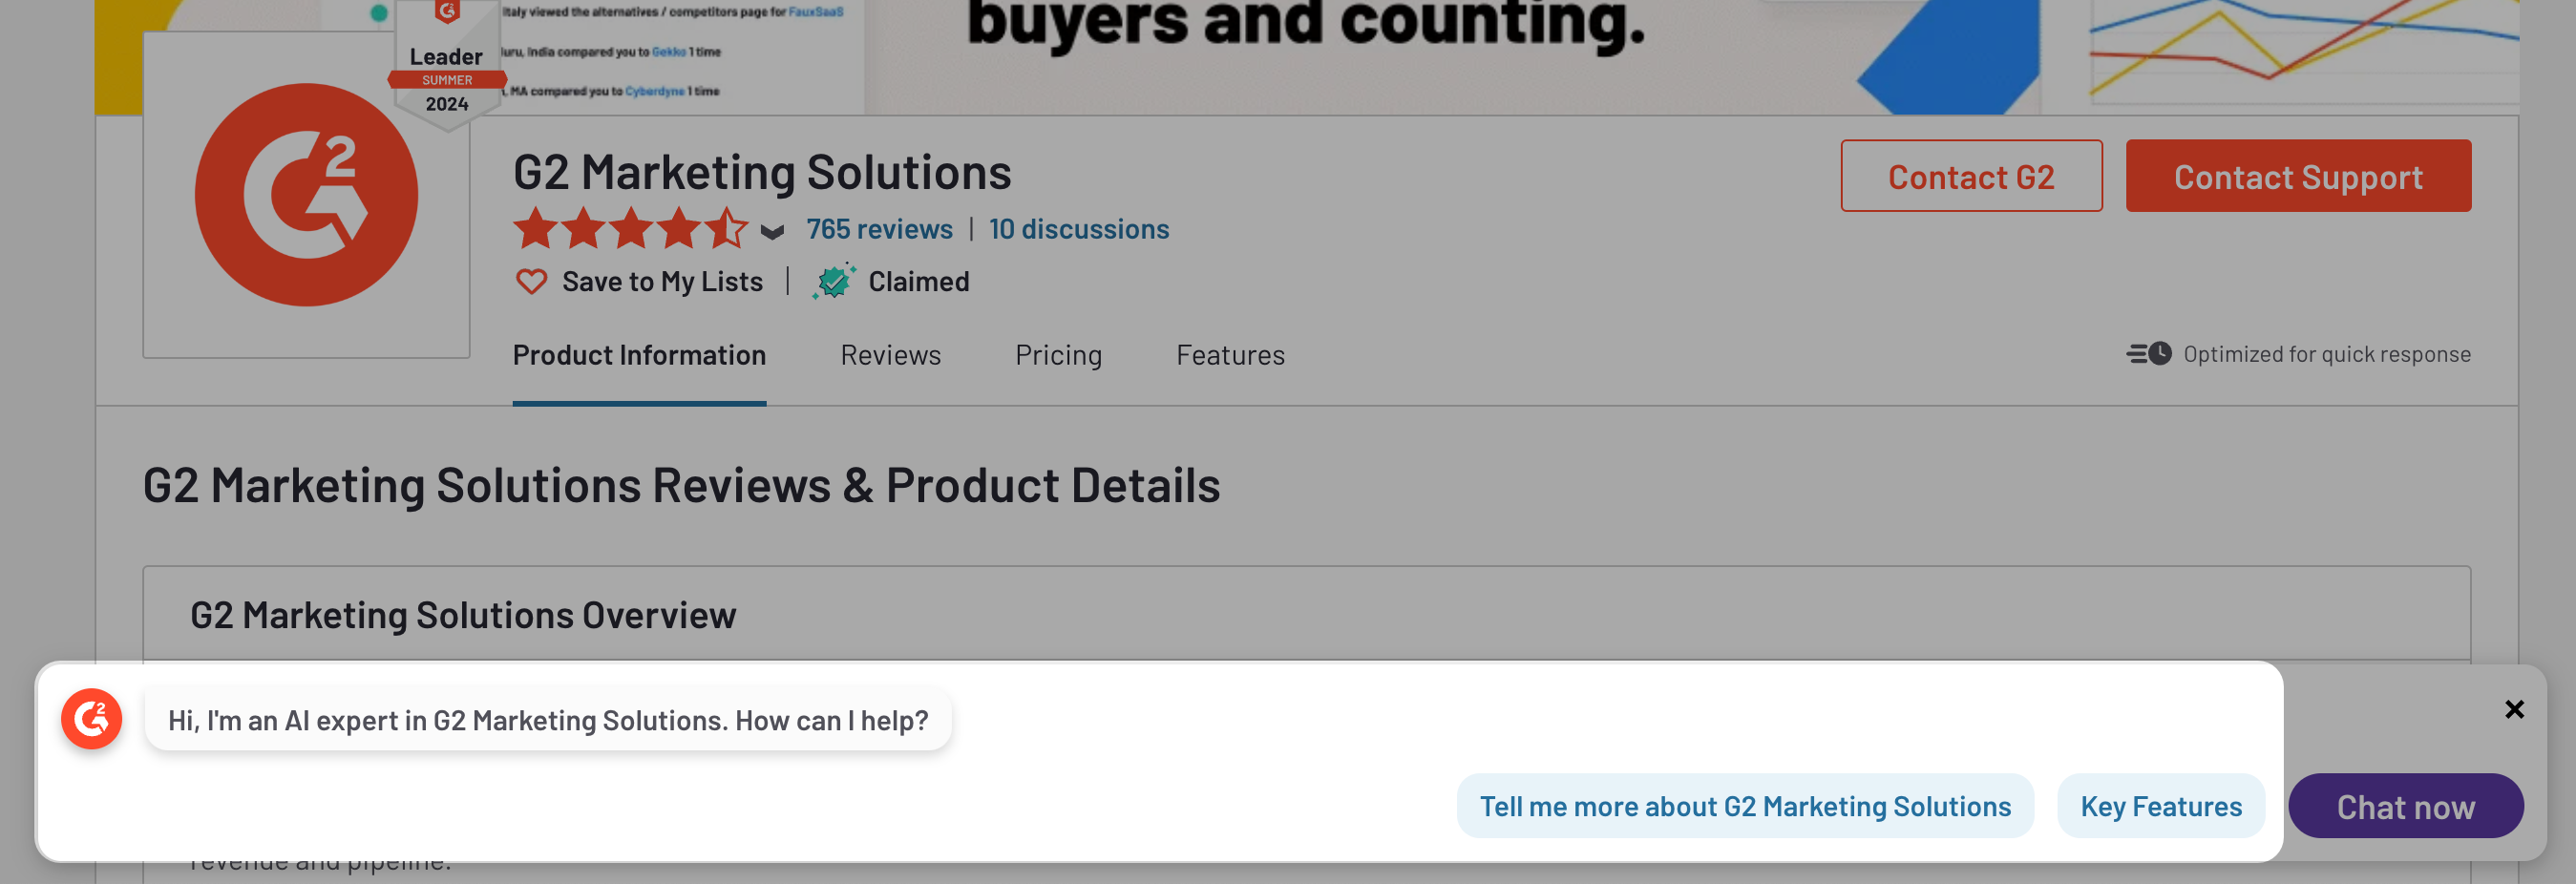 Italy viewed the alternatives / competitors page for FauxSaaS
luru, India compared you to Gekko 1 time
, MA compared you to Cyberdyne 1 time
buyers and counting.
Leader
SUMMER
2024
G2 Marketing Solutions
Contact G2
Contact Support
765 reviews | 10 discussions
Save to My Lists | Claimed
Product Information
Reviews
Pricing
Features
Optimized for quick response
G2 Marketing Solutions Reviews & Product Details
G2 Marketing Solutions Overview
Hi, I'm an AI expert in G2 Marketing Solutions. How can I help?
Tell me more about G2 Marketing Solutions
Key Features
Chat now
revenue and pipeline.